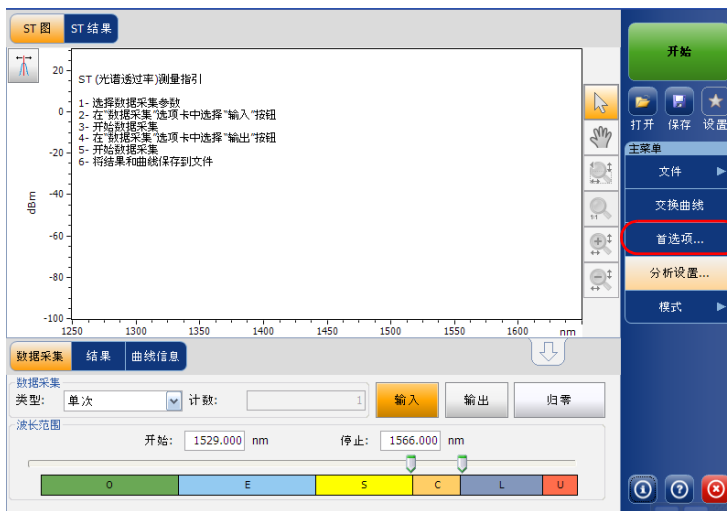 ST 图
ST 结果
ST (光谱透过率)测量指引
1- 选择数据采集参数
2- 在"数据采集"选项卡中选择"输入"按钮
3- 开始数据采集
4- 在"数据采集"选项卡中选择"输出"按钮
5- 开始数据采集
6- 将结果和曲线保存到文件
20
0
-20
-40
-60
-80
-100
dBm
1250 1300 1350 1400 1450 1500 1550 1600 nm
1:1
数据采集 结果 曲线信息
数据采集
类型: 单次 计数: 1 输入 输出 归零
波长范围
开始: 1529.000 nm 停止: 1566.000 nm
O E S C L U
开始
打开 保存 设置
主菜单
文件
交换曲线
首选项...
分析设置...
模式